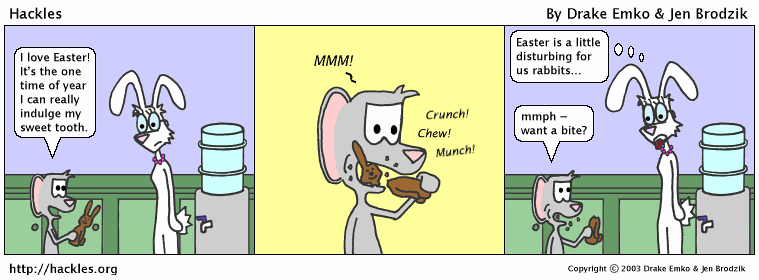 Hackles
By Drake Emko & Jen Brodzik
I love Easter!
It's the one
time of year
I can really
indulge my
sweet tooth.
MMM!
Crunch!
Chew!
Munch!
Easter is a little
disturbing for
us rabbits...
mmph –
want a bite?
http://hackles.org
Copyright © 2003 Drake Emko & Jen Brodzik